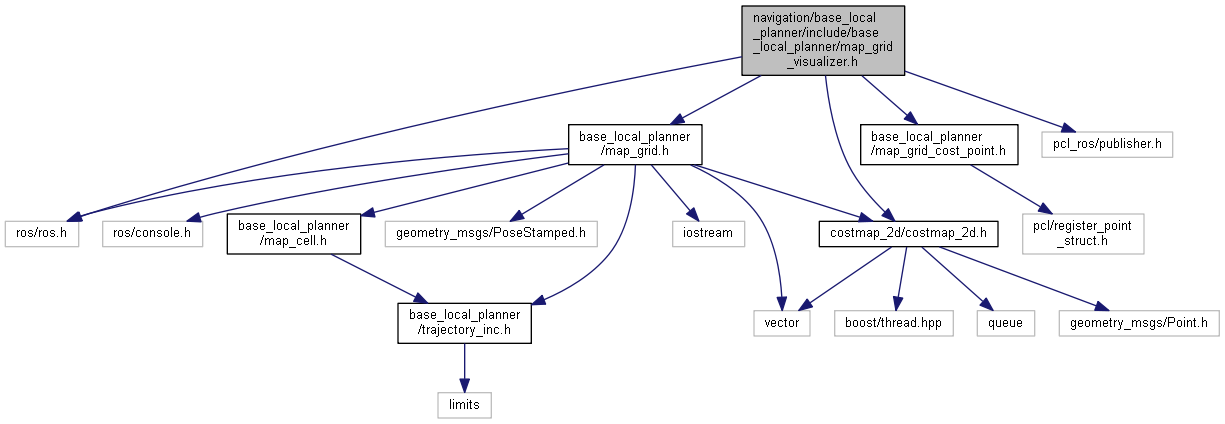 navigation/base_local
_planner/include/base
_local_planner/map_grid
_visualizer.h
base_local_planner
/map_grid.h
base_local_planner
/map_grid_cost_point.h
pcl_ros/publisher.h
ros/ros.h
ros/console.h
base_local_planner
/map_cell.h
geometry_msgs/PoseStamped.h
iostream
costmap_2d/costmap_2d.h
pcl/register_point
_struct.h
base_local_planner
/trajectory_inc.h
vector
boost/thread.hpp
queue
geometry_msgs/Point.h
limits